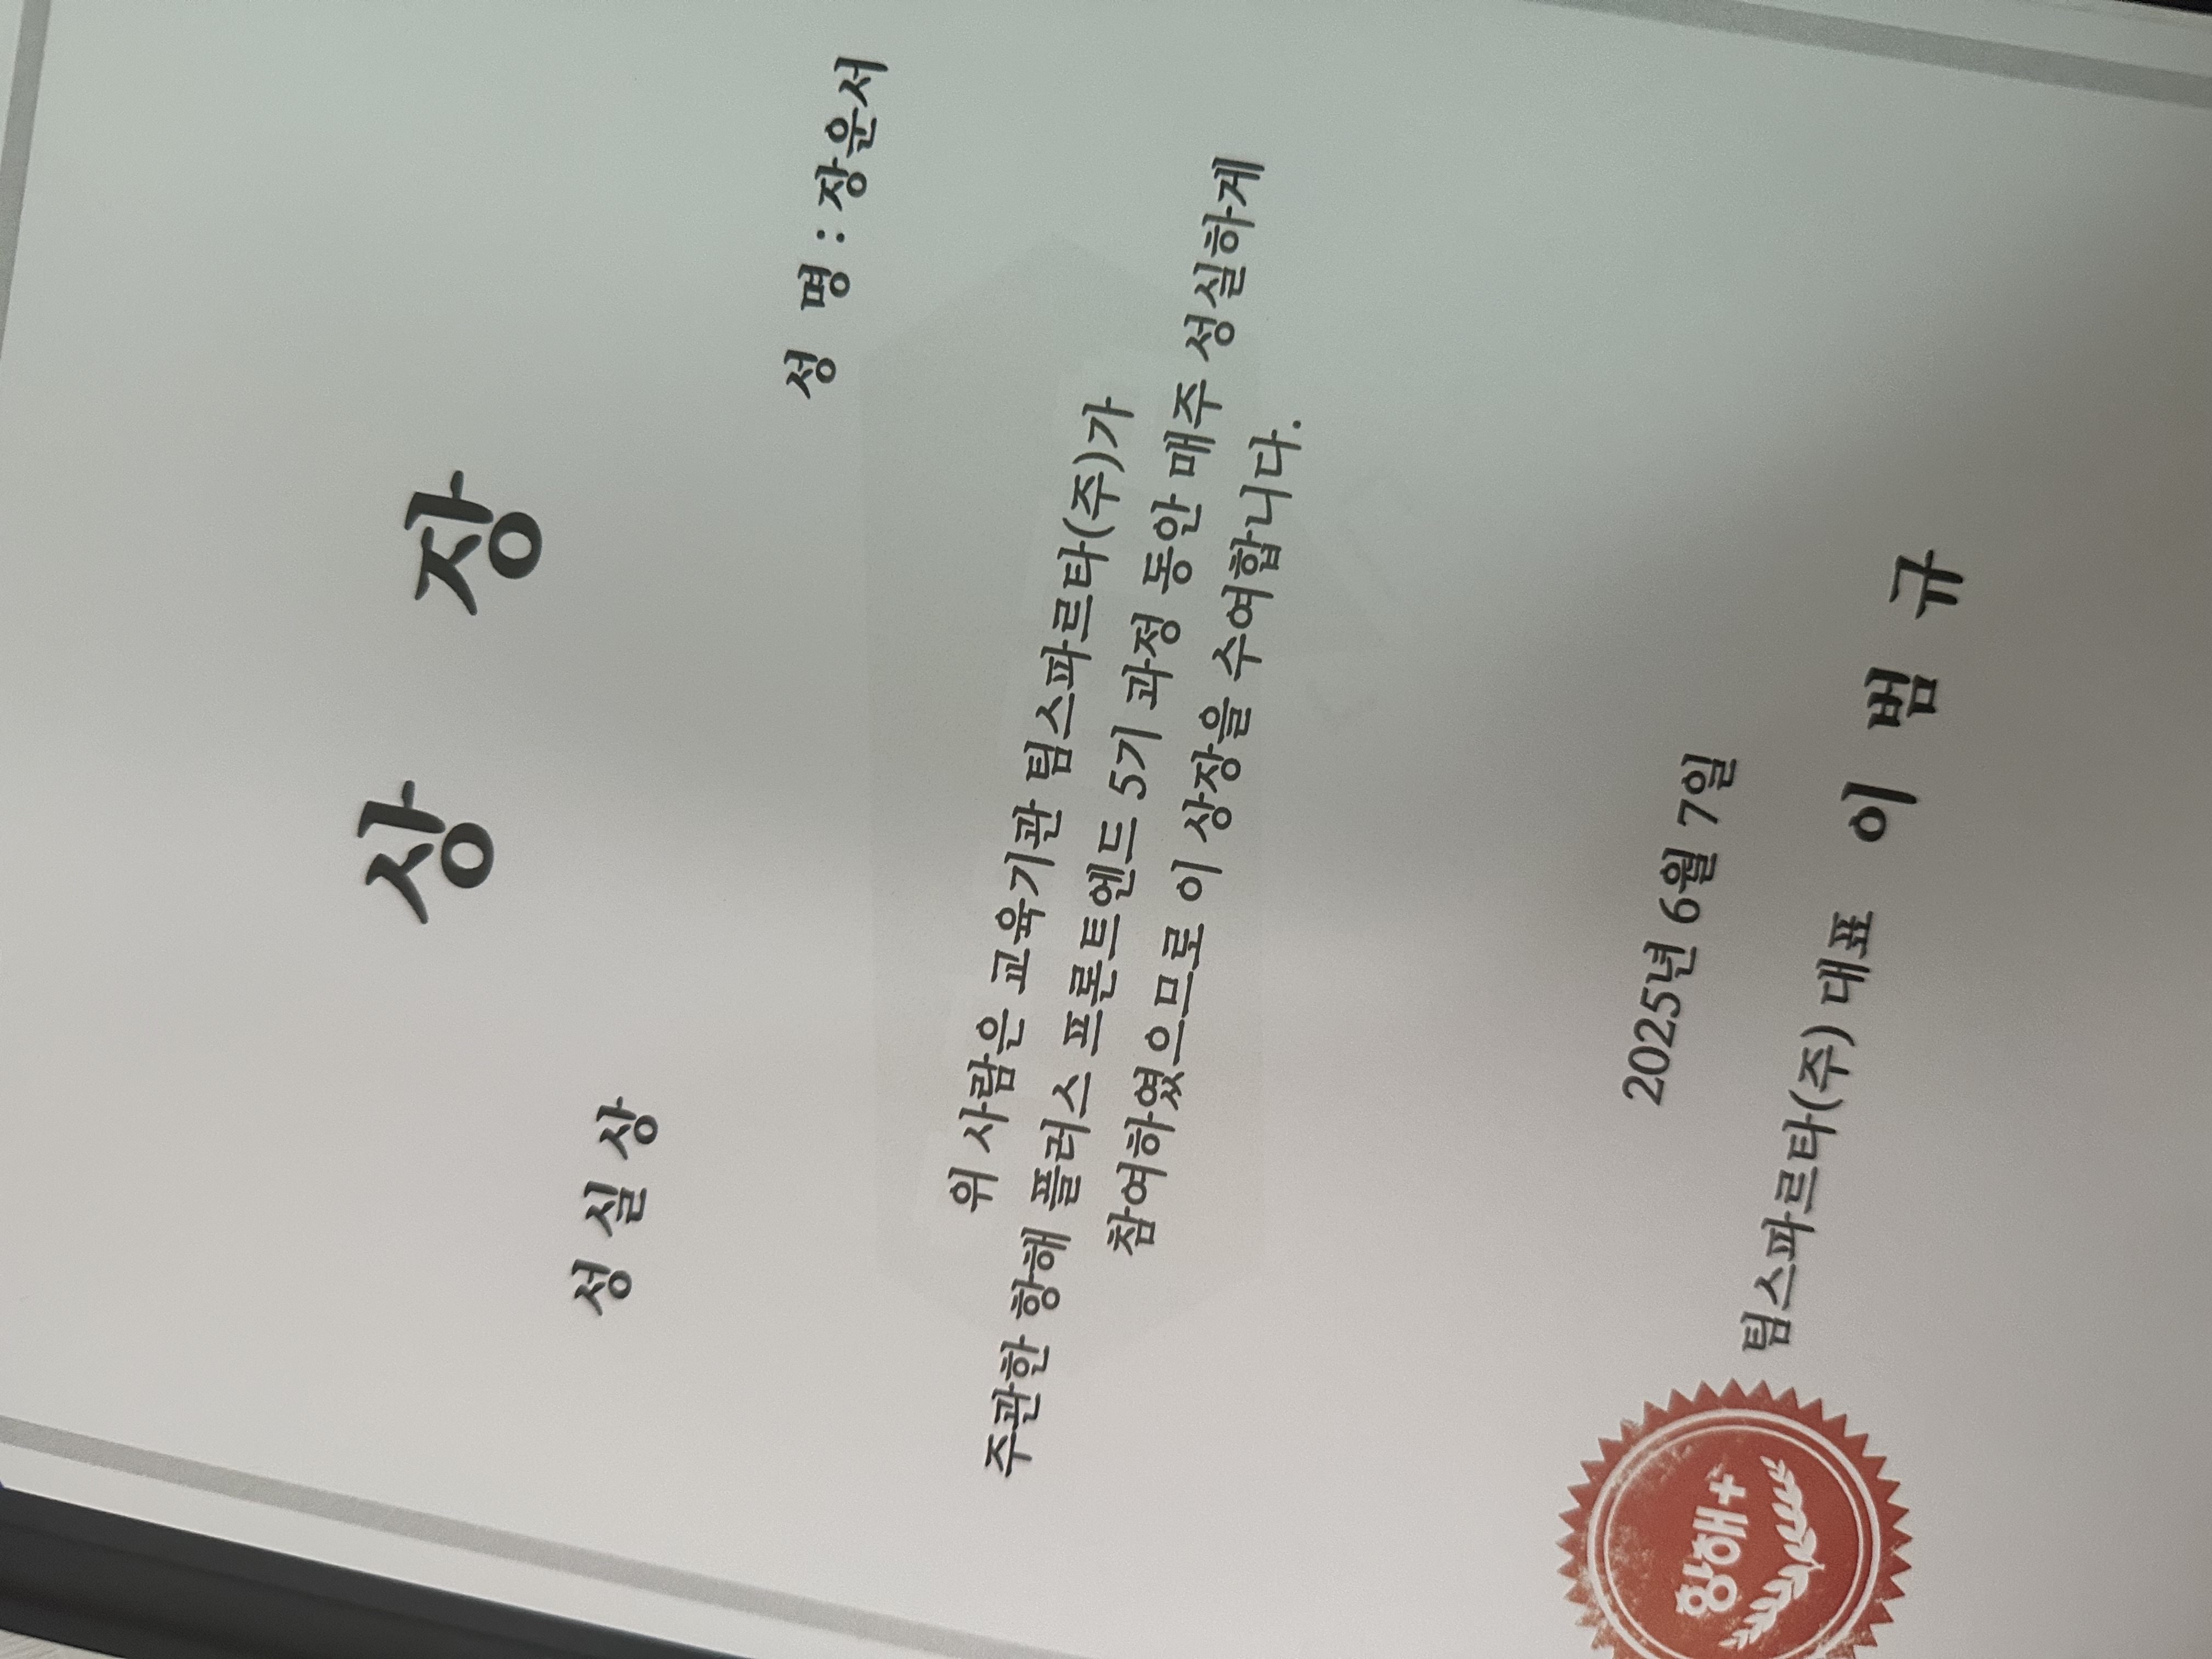 상 장
성 실 상
성 명 : 장윤서
위 사람은 교육기관 팀스파르타(주)가
주관한 항해 플러스 프론트엔드 5기 과정 동안 매주 성실하게
참여하였으므로 이 상장을 수여합니다.
2025년 6월 7일
팀스파르타(주) 대표 이 범 규
항해+